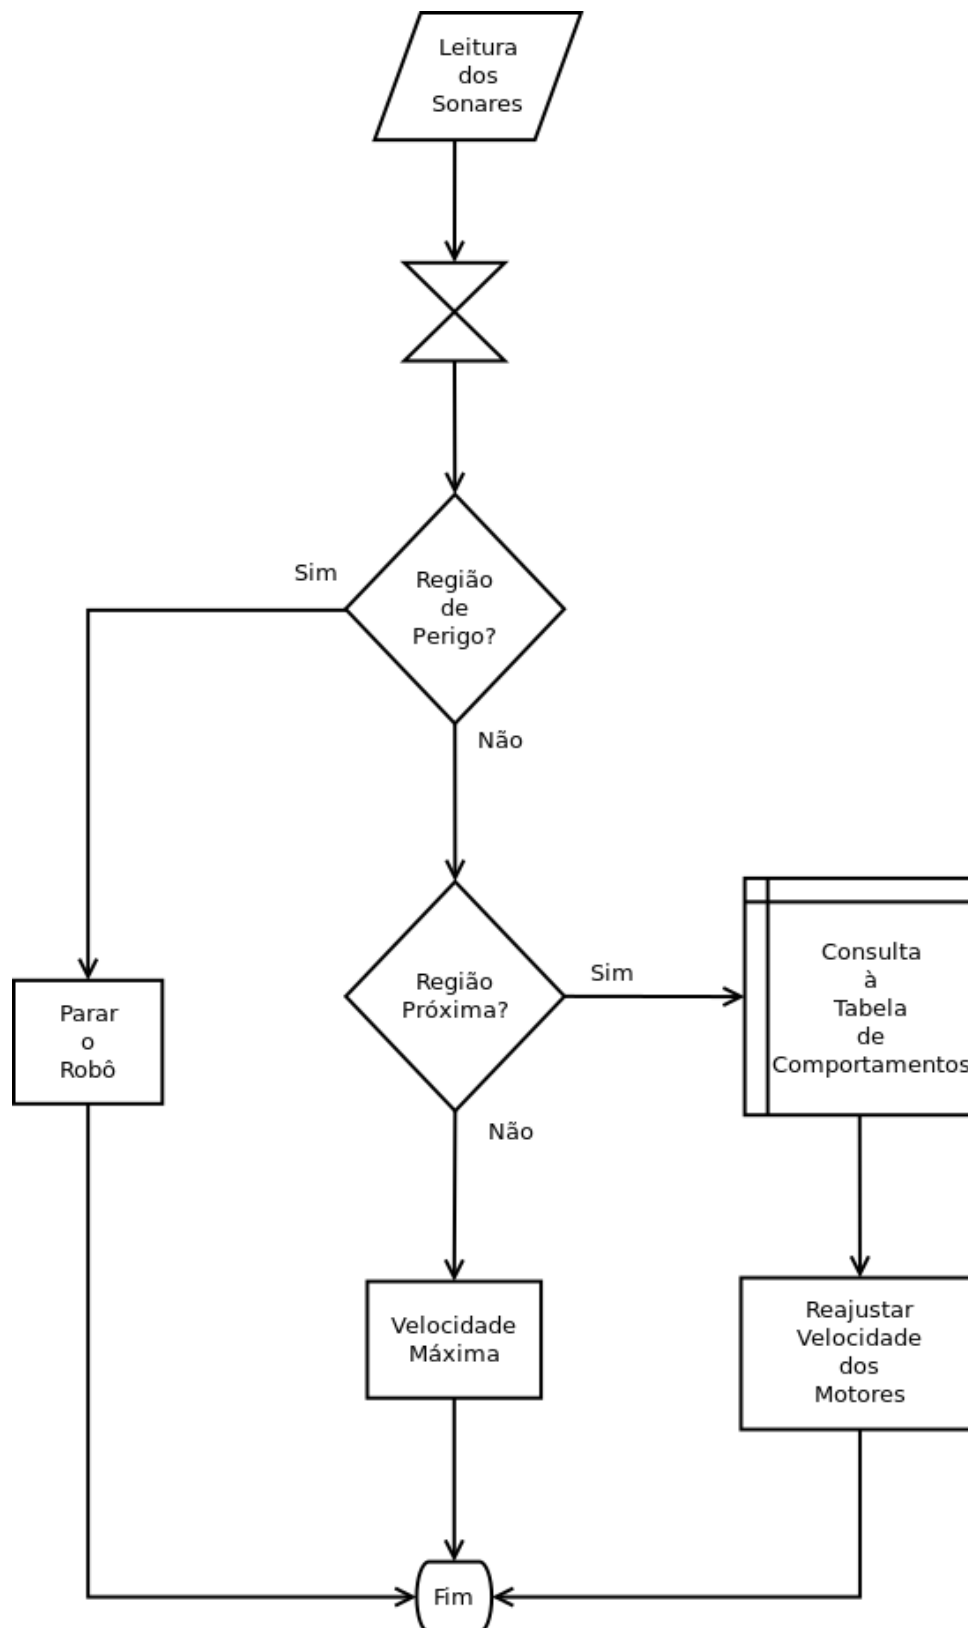 Leitura
dos
Sonares
Sim
Região
de
Perigo?
Não
Região
Próxima?
Sim
Consulta
à
Tabela
de
Comportamentos
Parar
o
Robô
Não
Velocidade
Máxima
Reajustar
Velocidade
dos
Motores
Fim